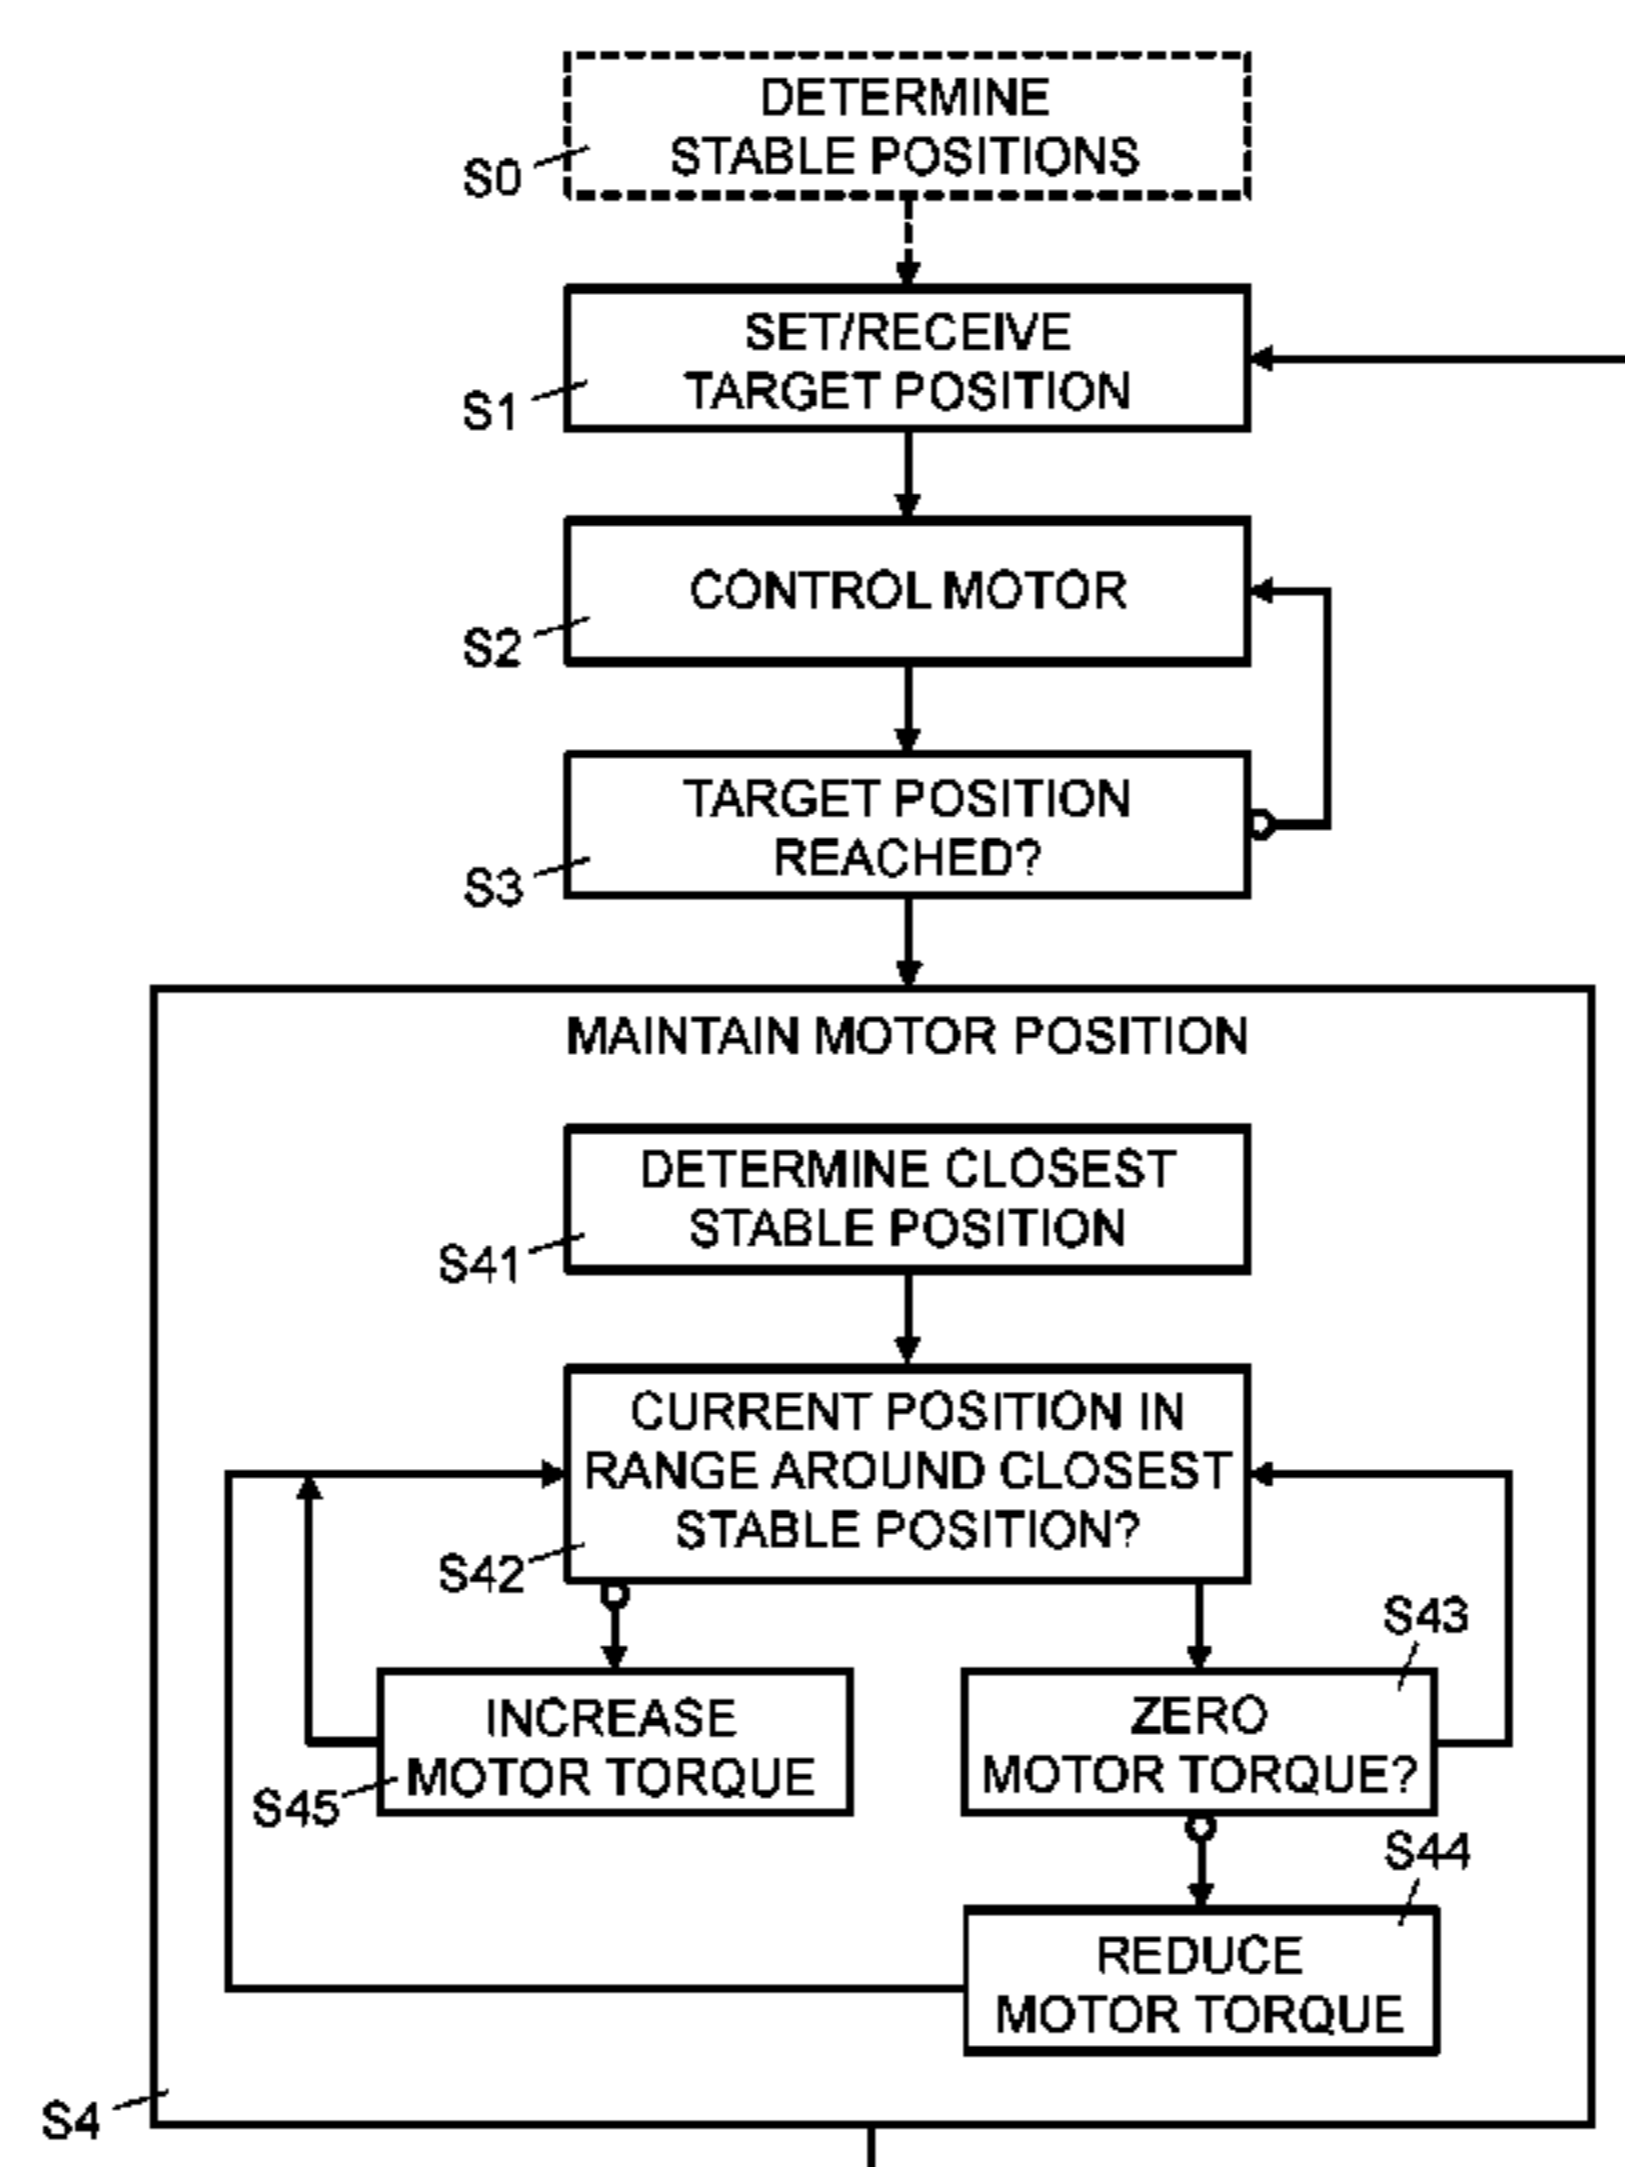 DETERMINE
STABLE POSITIONS
S0
SET/RECEIVE
TARGET POSITION
S1
CONTROL MOTOR
S2
TARGET POSITION
REACHED?
S3
MAINTAIN MOTOR POSITION
DETERMINE CLOSEST
STABLE POSITION
S41
CURRENT POSITION IN
RANGE AROUND CLOSEST
STABLE POSITION?
S42
S43
INCREASE
MOTOR TORQUE
S45
ZERO
MOTOR TORQUE?
S44
REDUCE
MOTOR TORQUE
S4